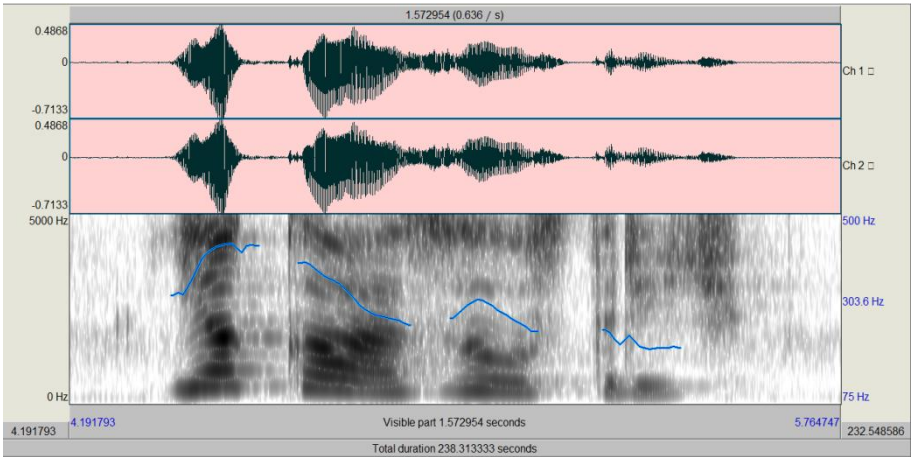 1.572954 (0.636 / s)
0.4868
0
-0.7133
Ch 1
0.4868
0
-0.7133
Ch 2
5000 Hz
500 Hz
303.6 Hz
0 Hz
75 Hz
4.191793
4.191793
Visible part 1.572954 seconds
5.764747
232.548586
Total duration 238.313333 seconds